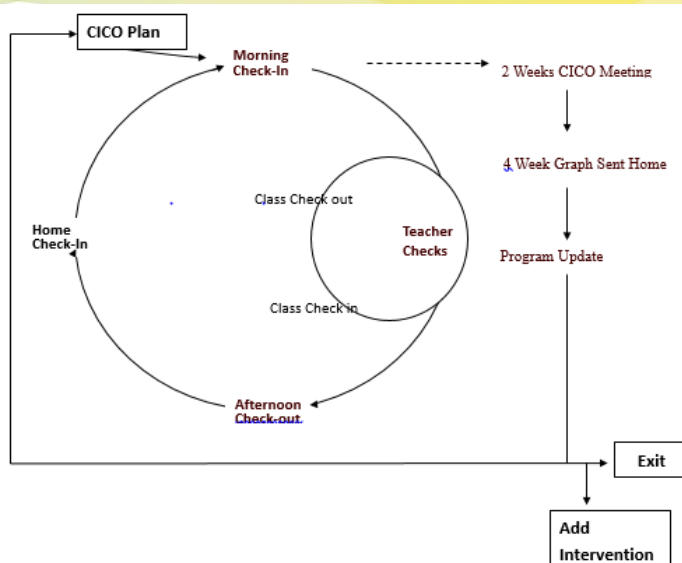 CICO Plan
Morning
Check-In
2 Weeks CICO Meeting
4 Week Graph Sent Home
Class Check out
Home
Check-In
Teacher
Checks
Program Update
Class Check in
Afternoon
Check-out
Exit
Add
Intervention